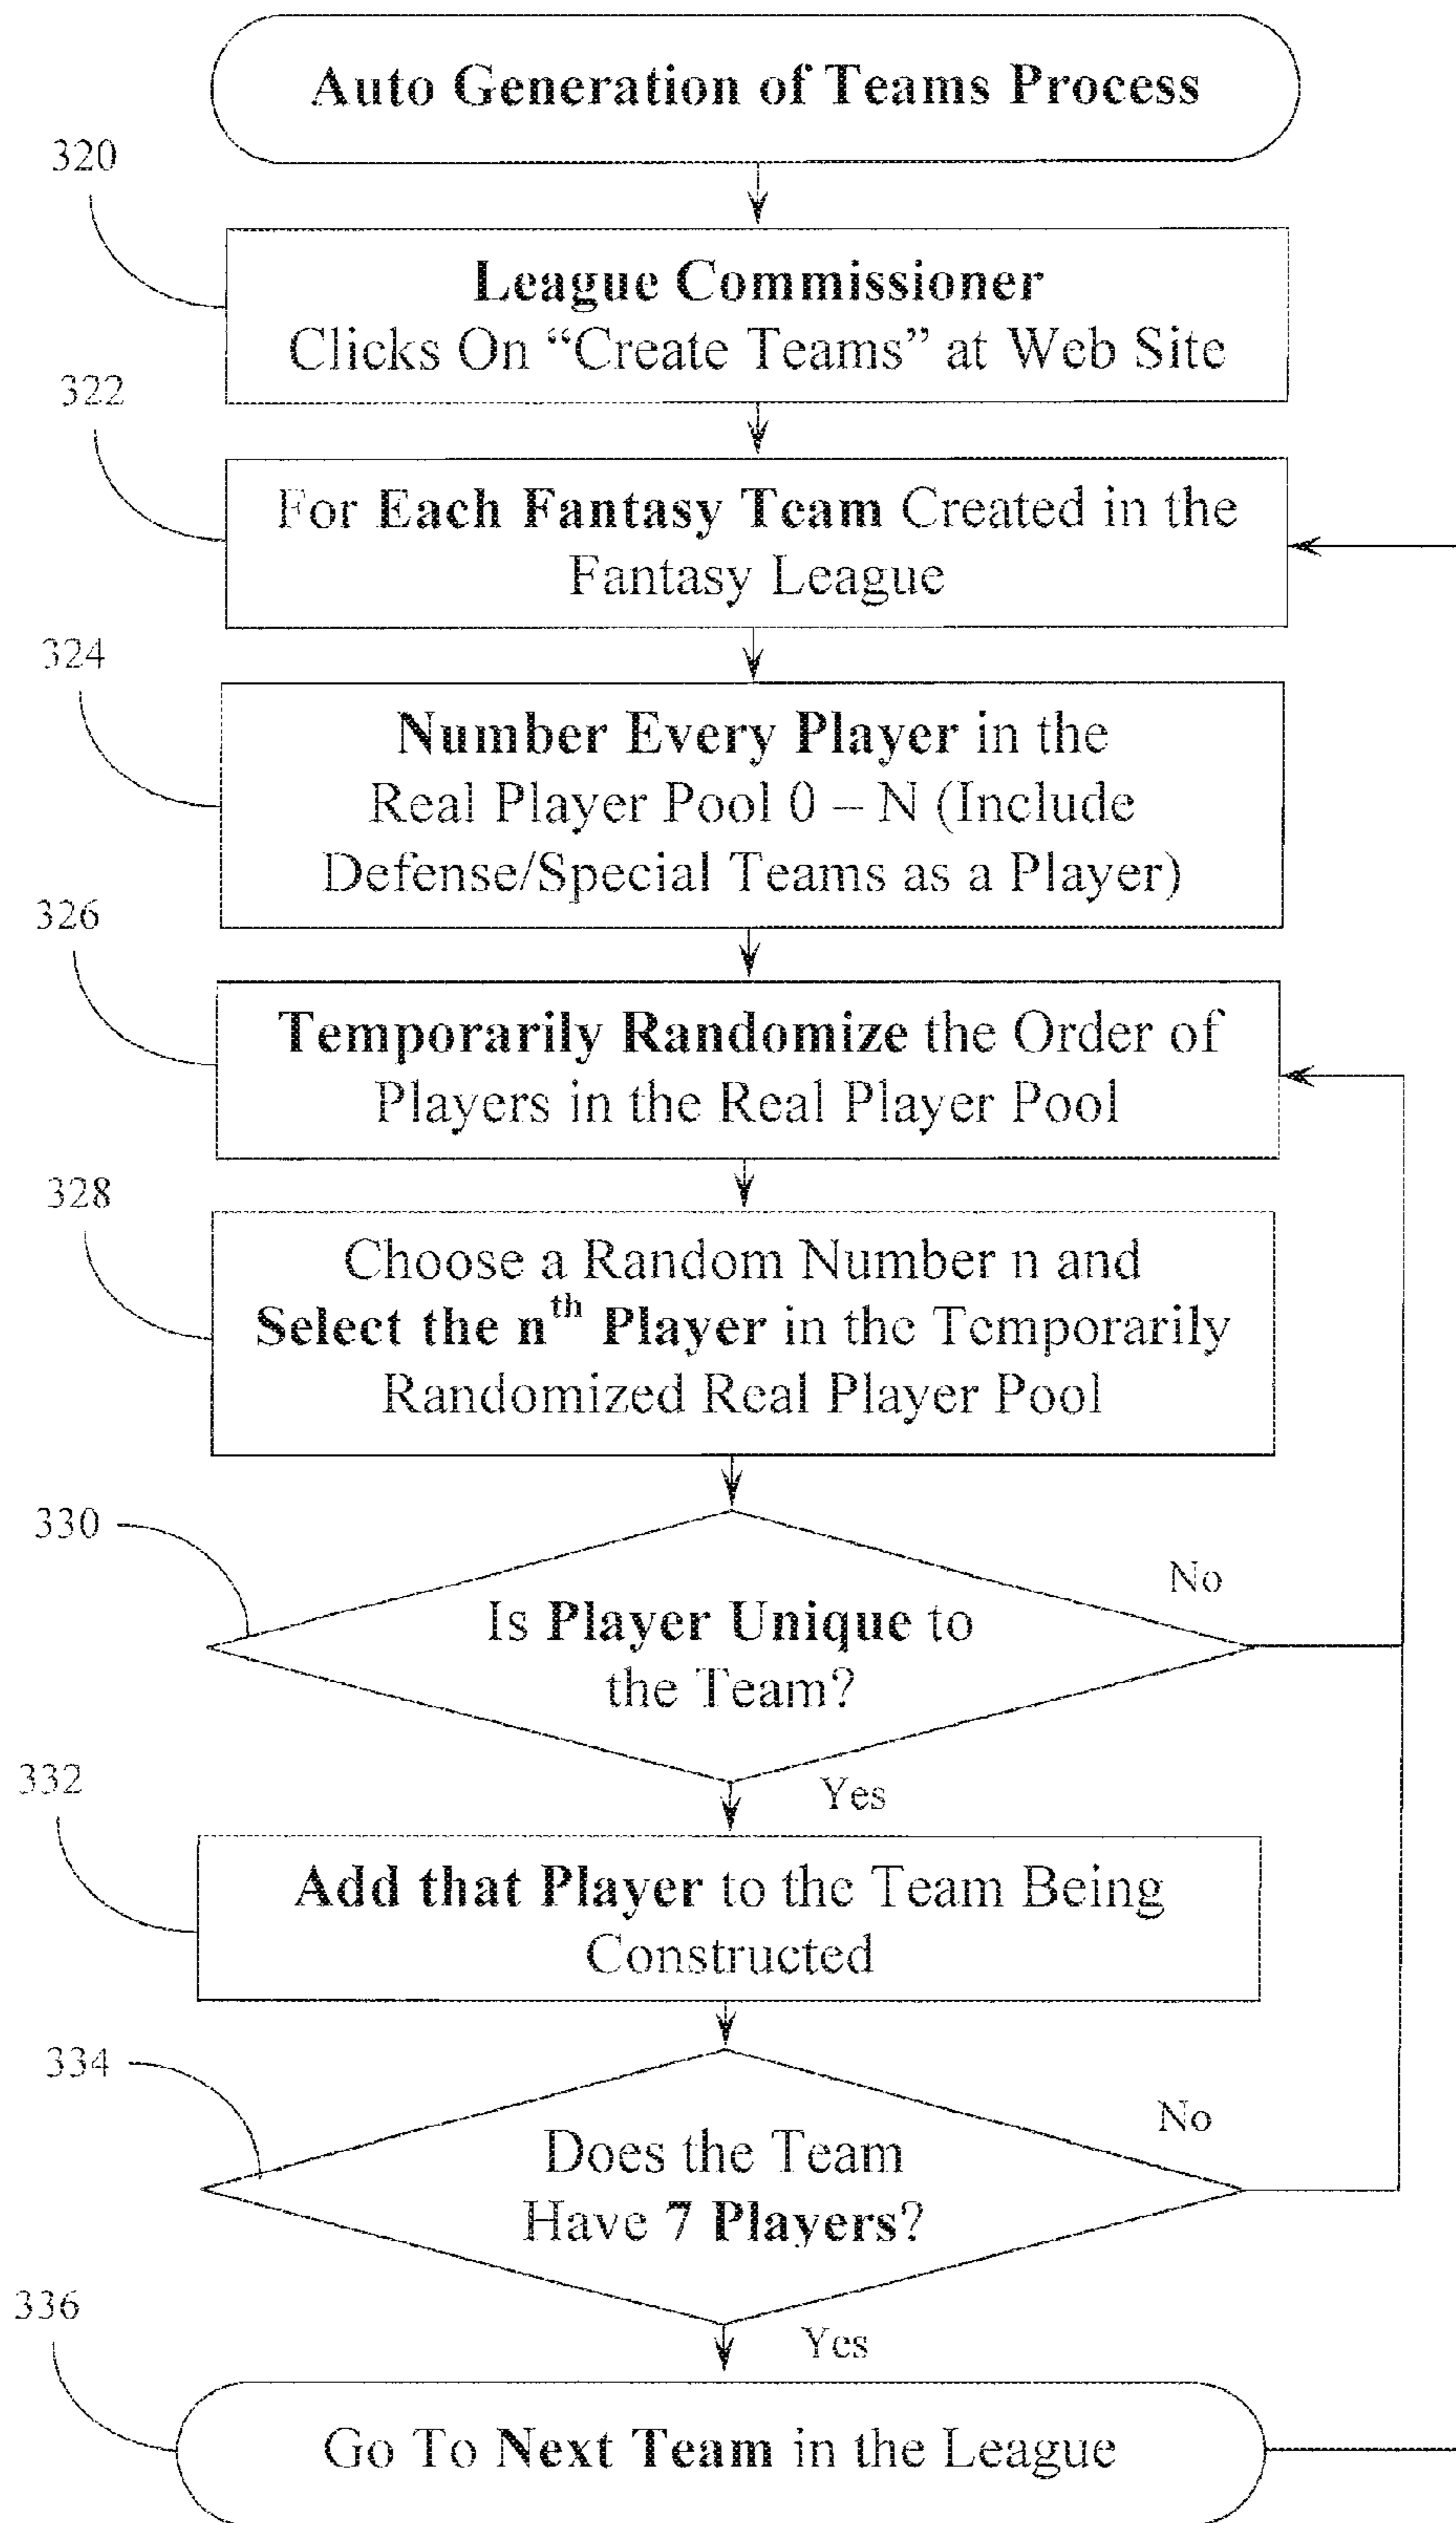 Auto Generation of Teams Process
320
League Commissioner
Clicks On “Create Teams” at Web Site
322
For Each Fantasy Team Created in the
Fantasy League
324
Number Every Player in the
Real Player Pool 0 – N (Include
Defense/Special Teams as a Player)
326
Temporarily Randomize the Order of
Players in the Real Player Pool
328
Choose a Random Number n and
Select the nth Player in the Temporarily
Randomized Real Player Pool
330
No
Is Player Unique to
the Team?
Yes
332
Add that Player to the Team Being
Constructed
334
No
Does the Team
Have 7 Players?
Yes
336
Go To Next Team in the League